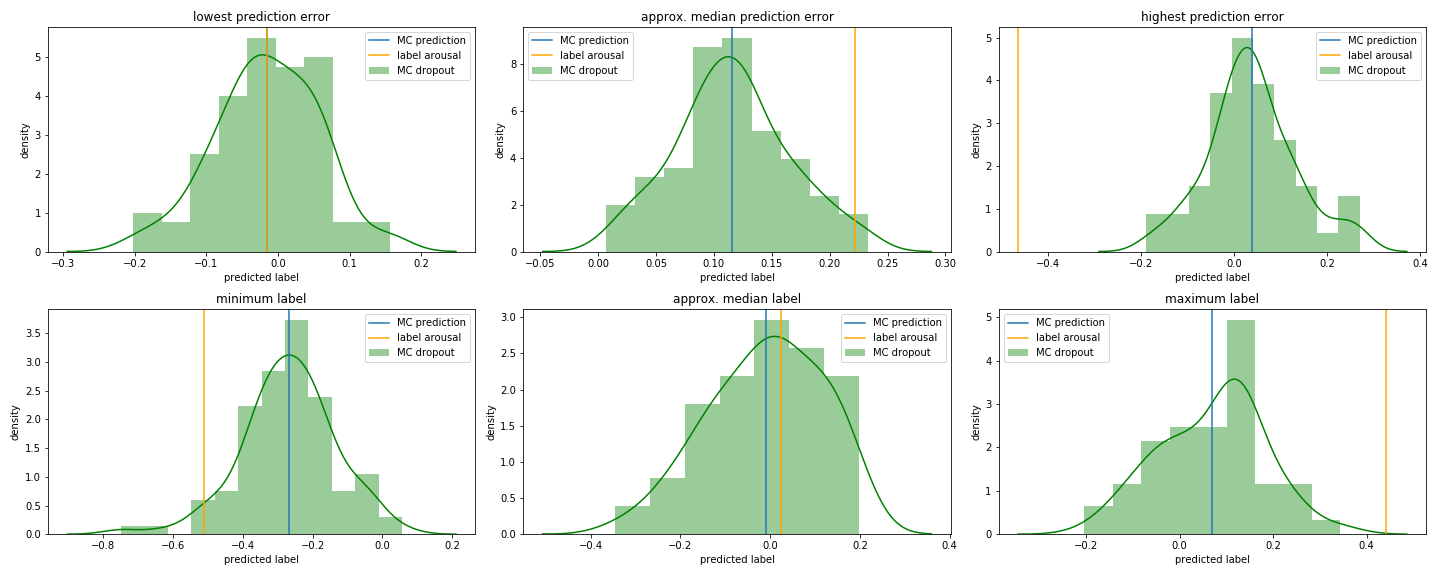 lowest prediction error
MC prediction
label arousal
MC dropout
density
5
4
3
2
1
0
−0.3 −0.2 −0.1 0.0 0.1 0.2
predicted label
approx. median prediction error
MC prediction
label arousal
MC dropout
density
8
6
4
2
0
−0.05 0.00 0.05 0.10 0.15 0.20 0.25 0.30
predicted label
highest prediction error
MC prediction
label arousal
MC dropout
density
5
4
3
2
1
0
−0.4 −0.2 0.0 0.2 0.4
predicted label
minimum label
MC prediction
label arousal
MC dropout
density
3.5
3.0
2.5
2.0
1.5
1.0
0.5
0.0
−0.8 −0.6 −0.4 −0.2 0.0 0.2
predicted label
approx. median label
MC prediction
label arousal
MC dropout
density
3.0
2.5
2.0
1.5
1.0
0.5
0.0
−0.4 −0.2 0.0 0.2 0.4
predicted label
maximum label
MC prediction
label arousal
MC dropout
density
5
4
3
2
1
0
−0.2 0.0 0.2 0.4
predicted label